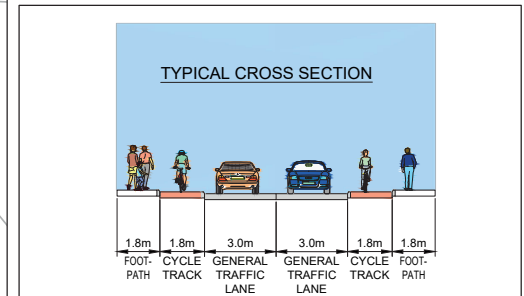 TYPICAL CROSS SECTION
1.8m 1.8m 3.0m 3.0m 1.8m 1.8m
FOOT- CYCLE GENERAL GENERAL CYCLE FOOT-
PATH TRACK TRAFFIC TRAFFIC TRACK PATH
LANE LANE